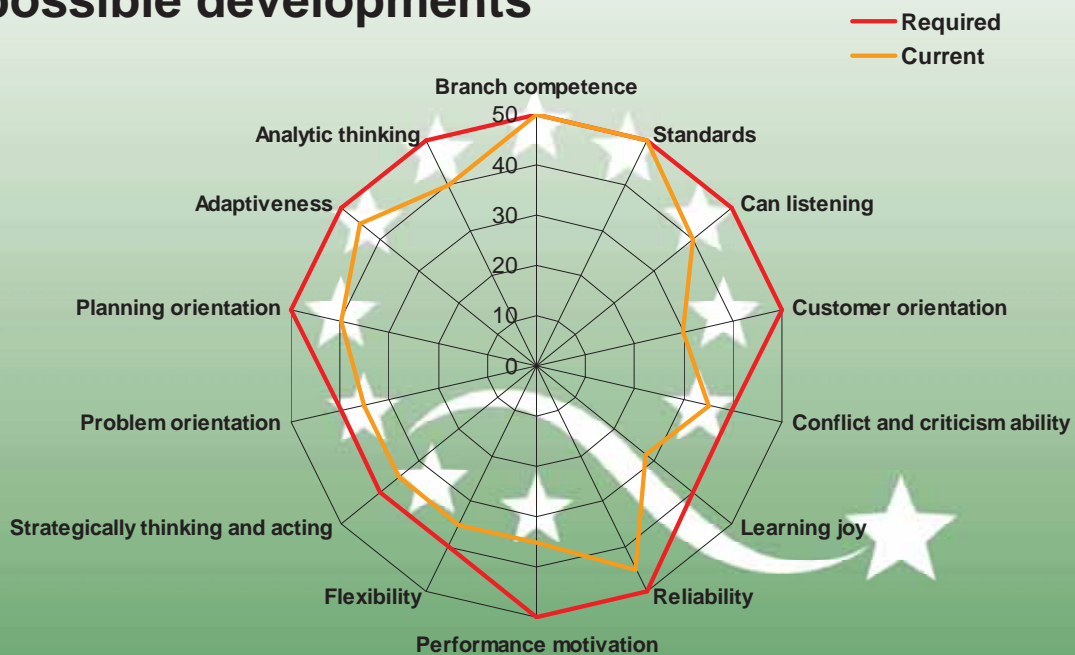 possible developments
Required
Current
Branch competence
50
Analytic thinking
Standards
40
Adaptiveness
Can listening
30
20
Planning orientation
Customer orientation
10
0
Problem orientation
Conflict and criticism ability
Strategically thinking and acting
Learning joy
Flexibility
Reliability
Performance motivation